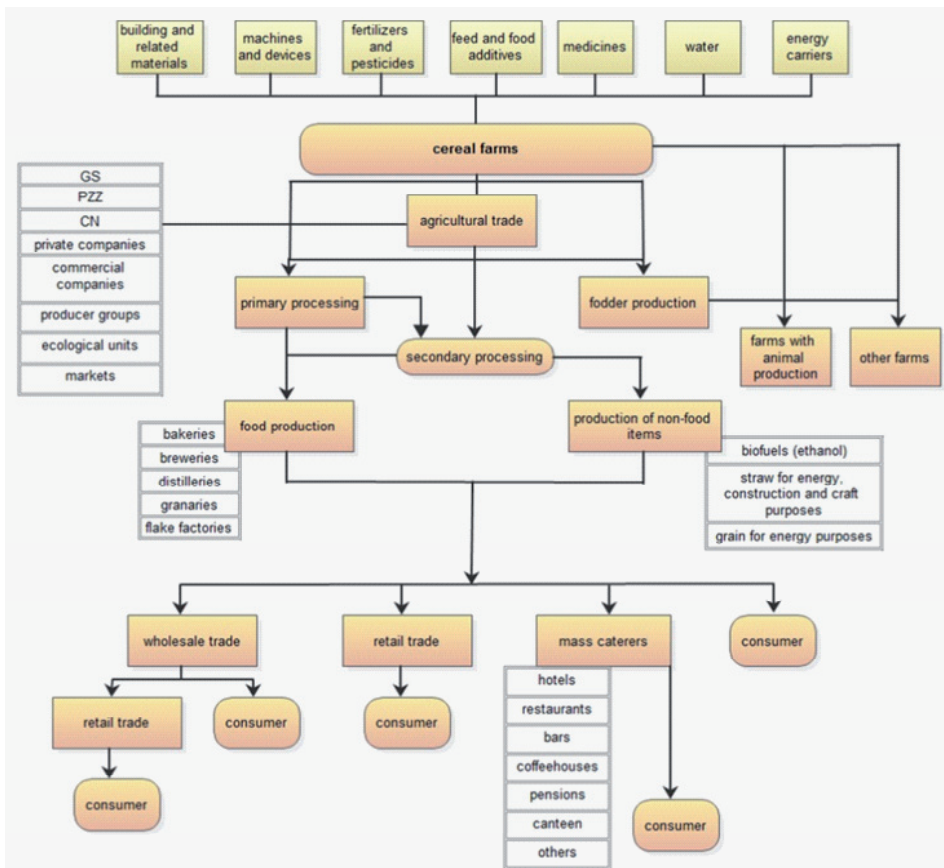 building and
related
materials
machines
and devices
fertilizers
and
pesticides
feed and food
additives
medicines
water
energy
carriers
cereal farms
GS
PZZ
CN
private companies
commercial
companies
producer groups
ecological units
markets
agricultural trade
primary processing
fodder production
secondary processing
farms with
animal
production
other farms
food production
production of non-food
items
bakeries
breweries
distilleries
granaries
flake factories
biofuels (ethanol)
straw for energy,
construction and craft
purposes
grain for energy purposes
wholesale trade
retail trade
mass caterers
consumer
hotels
restaurants
bars
coffeehouses
pensions
canteen
others
retail trade
consumer
consumer
consumer
consumer